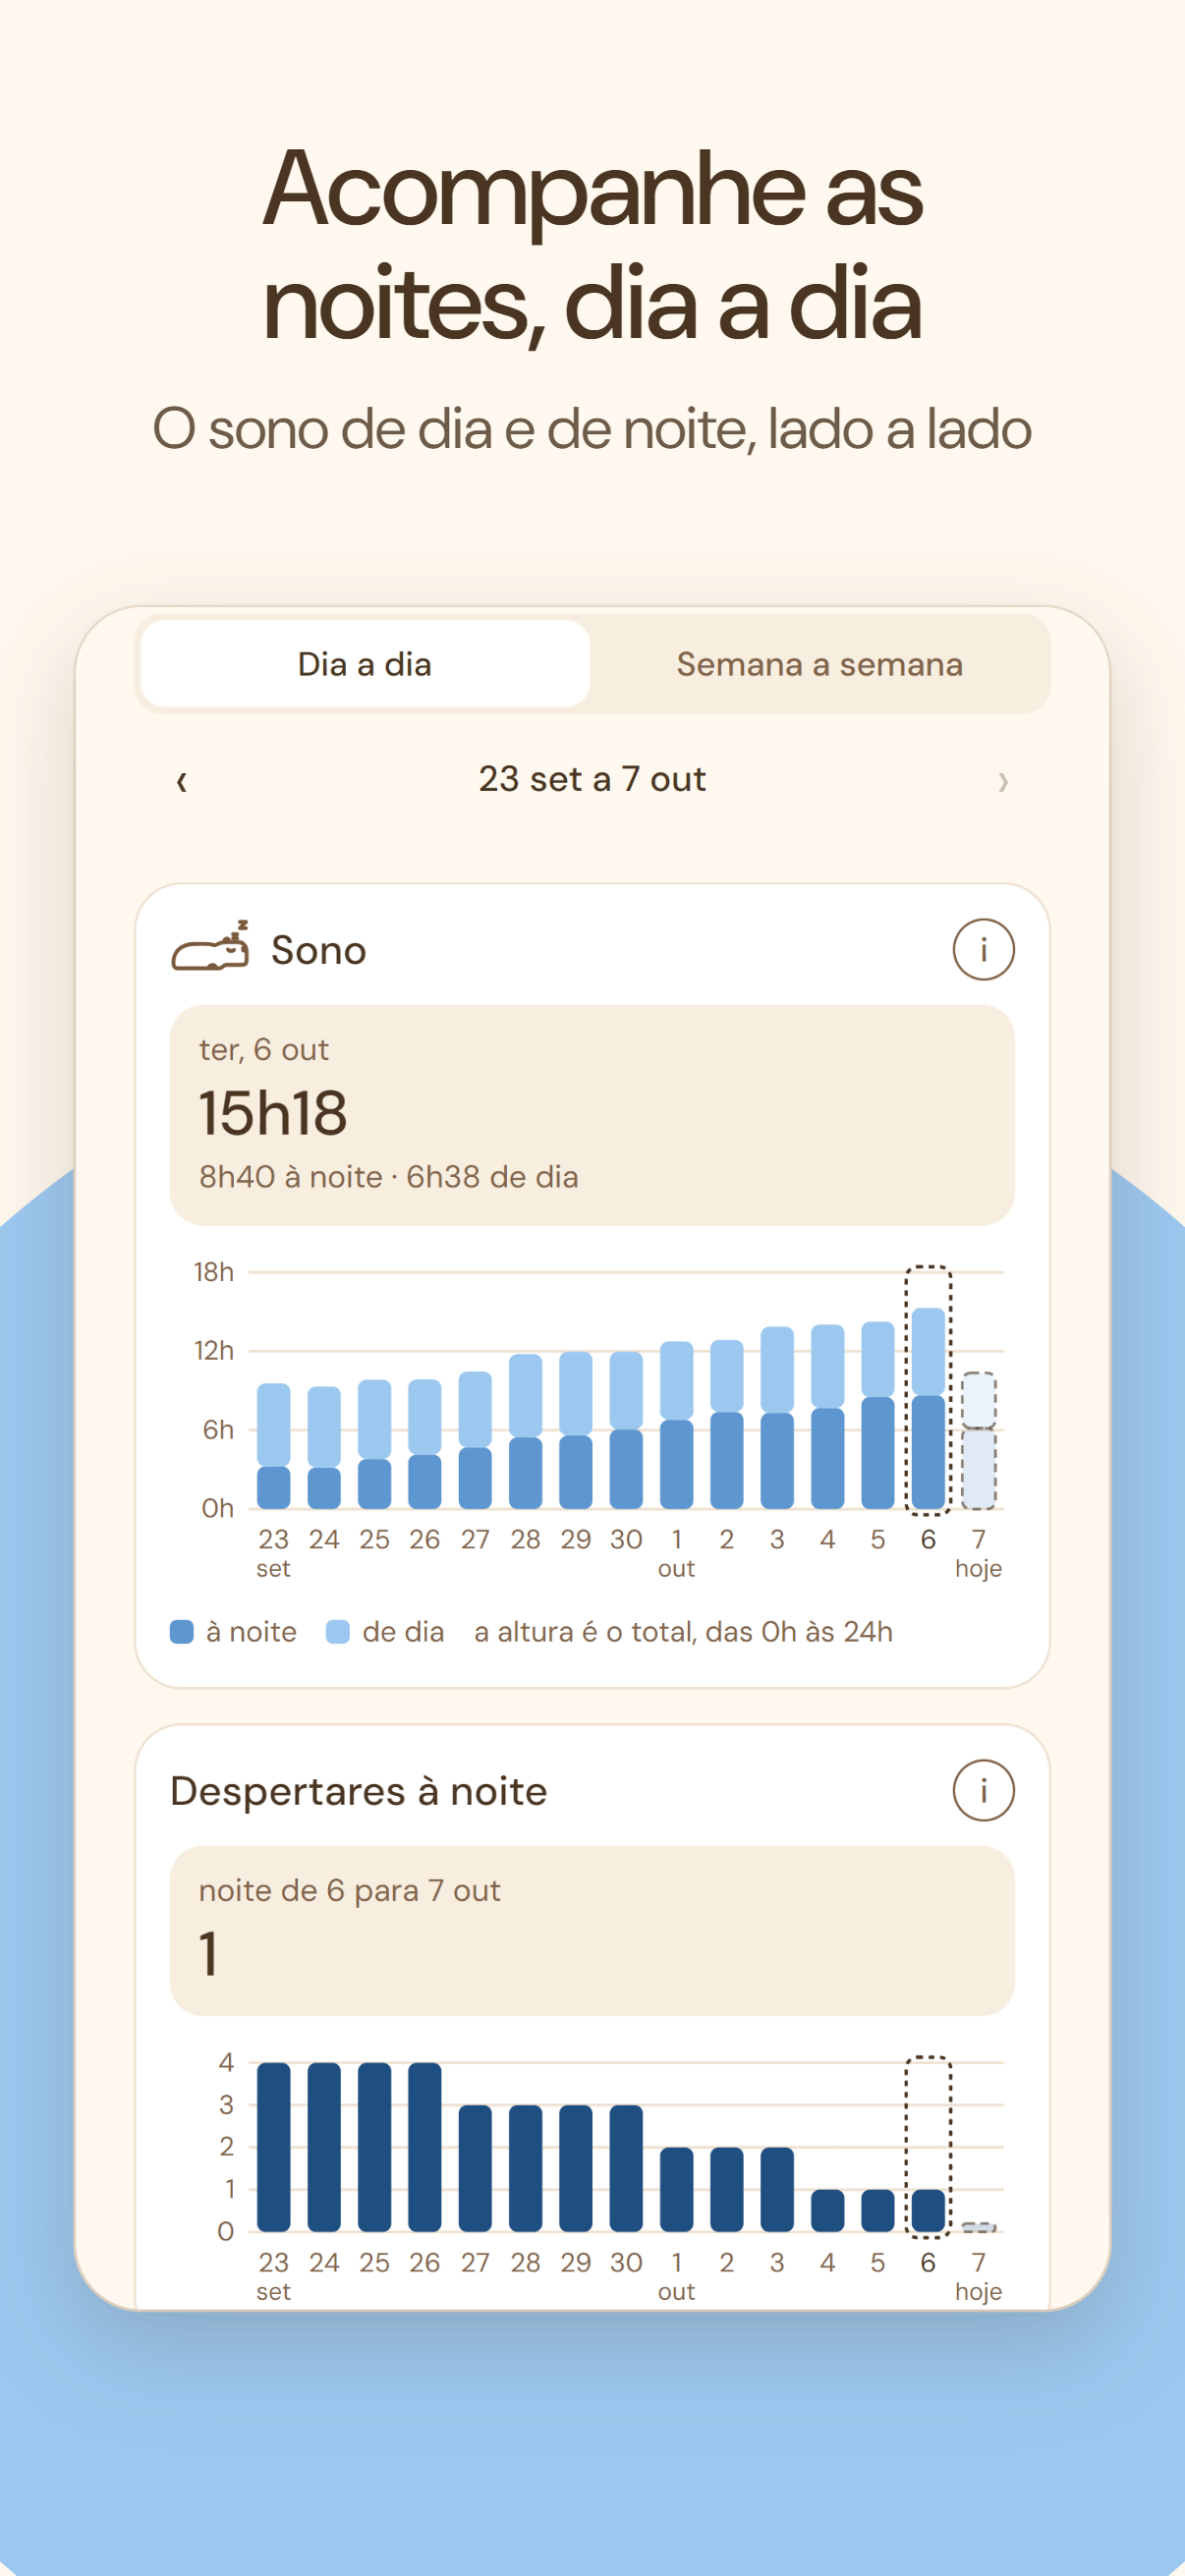 Acompanhe as
noites, dia a dia
O sono de dia e de noite, lado a lado
Dia a dia
Semana a semana
‹
23 set a 7 out
›
z
z
Sono
i
ter, 6 out
15h18
8h40 à noite · 6h38 de dia
18h
12h
6h
0h
23 24 25 26 27 28 29 30 1 2 3 4 5 6 7
set out hoje
à noite de dia a altura é o total, das 0h às 24h
Despertares à noite
i
noite de 6 para 7 out
1
4
3
2
1
0
23 24 25 26 27 28 29 30 1 2 3 4 5 6 7
set out hoje